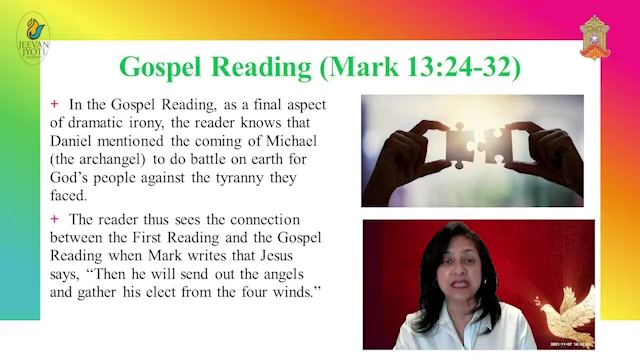 JEEVAN
JYOTI
Gospel Reading (Mark 13:24-32)
+ In the Gospel Reading, as a final aspect
of dramatic irony, the reader knows that
Daniel mentioned the coming of Michael
(the archangel) to do battle on earth for
God's people against the tyranny they
faced.
+ The reader thus sees the connection
between the First Reading and the Gospel
Reading when Mark writes that Jesus
says, “Then he will send out the angels
and gather his elect from the four winds.”